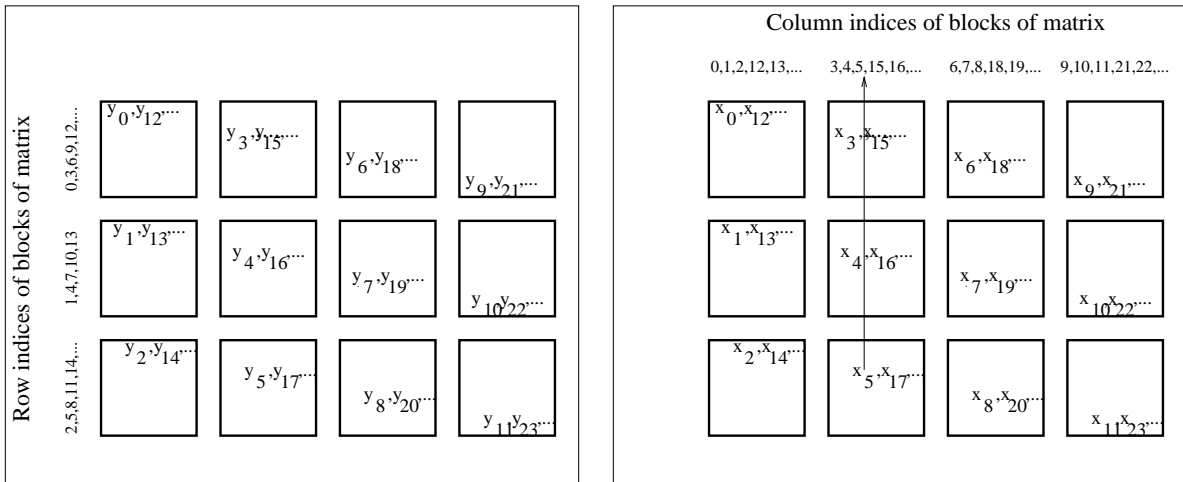 Row indices of blocks of matrix
0,3,6,9,12,...
1,4,7,10,13
2,5,8,11,14,...
y0,y12,...
y3,y15,...
y6,y18,...
y9,y21,...
y1,y13,...
y4,y16,...
y7,y19,...
y10,y22,...
y2,y14,...
y5,y17,...
y8,y20,...
y11,y23,...
Column indices of blocks of matrix
0,1,2,12,13,...
3,4,5,15,16,...
6,7,8,18,19,...
9,10,11,21,22,...
x0,x12,...
x3,x15,...
x6,x18,...
x9,x21,...
x1,x13,...
x4,x16,...
x7,x19,...
x10,x22,...
x2,x14,...
x5,x17,...
x8,x20,...
x11,x23,...